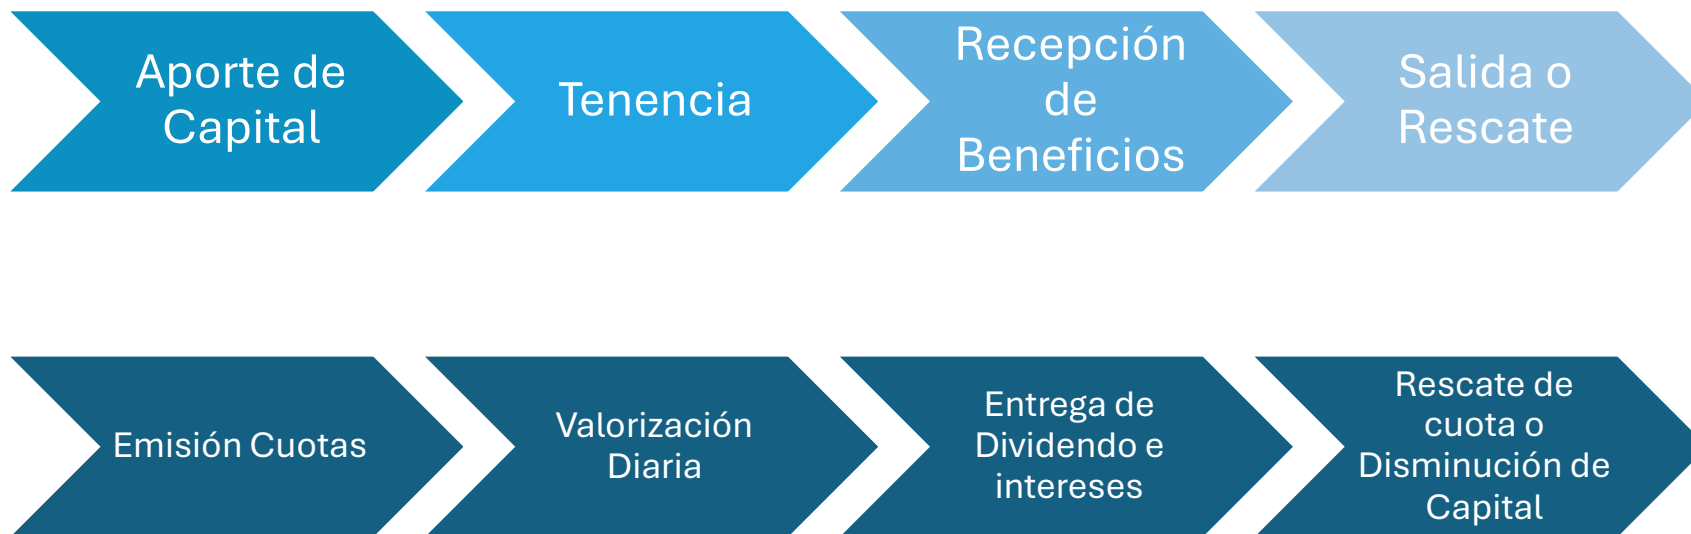 Aporte de
Capital
Tenencia
Recepción
de
Beneficios
Salida o
Rescate
Emisión Cuotas
Valorización
Diaria
Entrega de
Dividendo e
intereses
Rescate de
cuota o
Disminución de
Capital